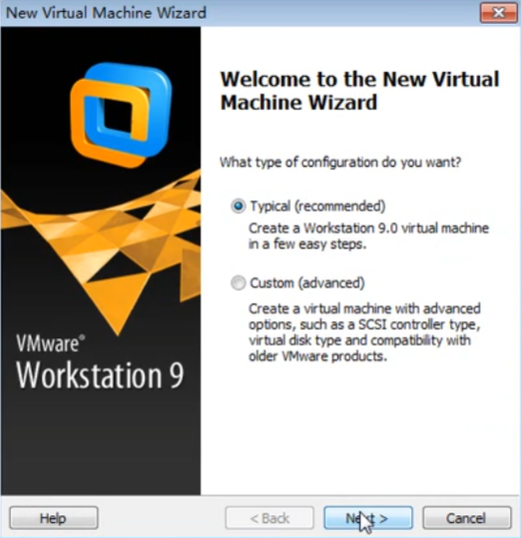 New Virtual Machine Wizard
Welcome to the New Virtual
Machine Wizard
What type of configuration do you want?
Typical (recommended)
Create a Workstation 9.0 virtual machine
in a few easy steps.
Custom (advanced)
Create a virtual machine with advanced
options, such as a SCSI controller type,
virtual disk type and compatibility with
older VMware products.
VMware®
Workstation 9
Help
< Back
Next >
Cancel